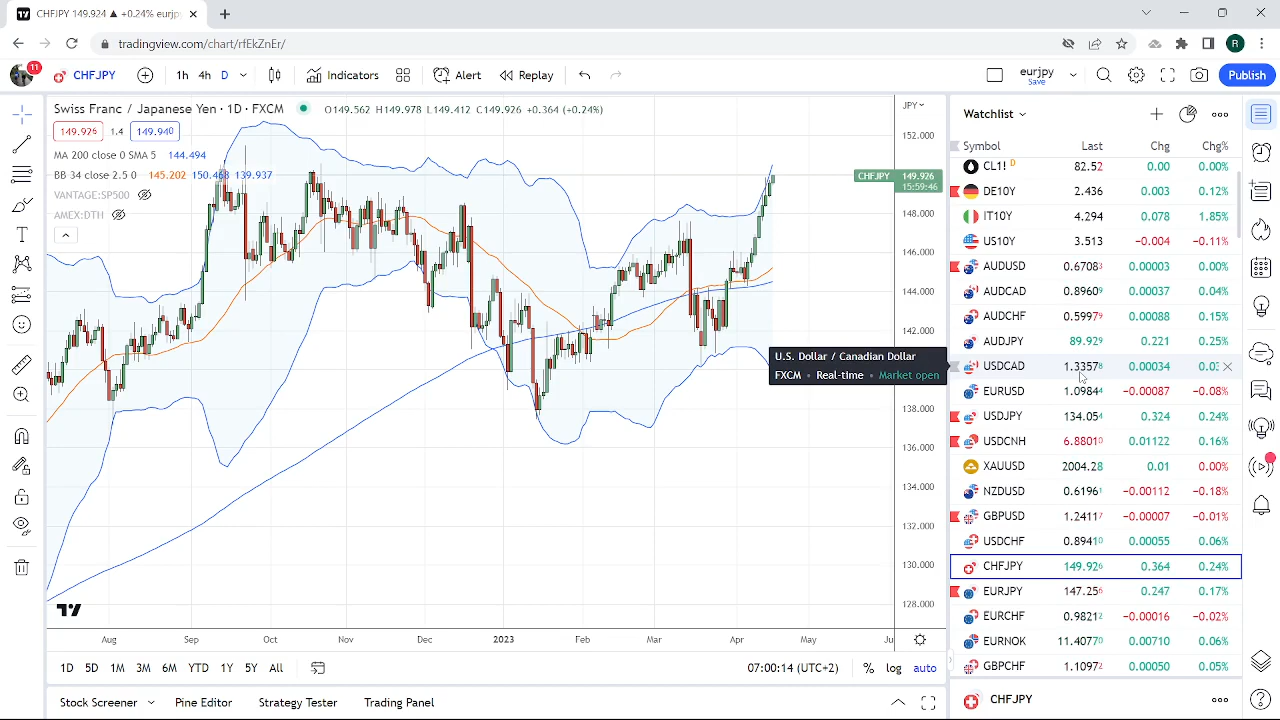 CHFJPY 149.924 ▲ +0.24% eurjpy
tradingview.com/chart/rfEkZnEr/
R
11
CHFJPY
1h 4h D
Indicators
Alert
Replay
eurjpy
Save
Publish
Swiss Franc / Japanese Yen · 1D · FXCM
O149.562 H149.978 L149.412 C149.926 +0.364 (+0.24%)
149.926 1.4 149.940
MA 200 close 0 SMA 5 144.494
BB 34 close 2.5 0 145.202 150.468 139.937
VANTAGE:SP500
AMEX:DTH
JPY
152.000
CHFJPY 149.926
15:59:46
148.000
146.000
144.000
142.000
138.000
136.000
134.000
132.000
130.000
128.000
U.S. Dollar / Canadian Dollar
FXCM • Real-time • Market open
Aug Sep Oct Nov Dec 2023 Feb Mar Apr May Ju
1D 5D 1M 3M 6M YTD 1Y 5Y All
07:00:14 (UTC+2)
% log auto
Stock Screener Pine Editor Strategy Tester Trading Panel
Watchlist
Symbol Last Chg Chg%
CL1! D 82.52 0.00 0.00%
DE10Y 2.436 0.003 0.12%
IT10Y 4.294 0.078 1.85%
US10Y 3.513 −0.004 −0.11%
AUDUSD 0.67083 0.00003 0.00%
AUDCAD 0.89609 0.00037 0.04%
AUDCHF 0.59979 0.00088 0.15%
AUDJPY 89.929 0.221 0.25%
USDCAD 1.33578 0.00034
EURUSD 1.09844 −0.00087 −0.08%
USDJPY 134.054 0.324 0.24%
USDCNH 6.88010 0.01122 0.16%
XAUUSD 2004.28 0.01 0.00%
NZDUSD 0.61961 −0.00112 −0.18%
GBPUSD 1.24117 −0.00007 −0.01%
USDCHF 0.89410 0.00055 0.06%
CHFJPY 149.926 0.364 0.24%
EURJPY 147.256 0.247 0.17%
EURCHF 0.98212 −0.00016 −0.02%
EURNOK 11.40770 0.00710 0.06%
GBPCHF 1.10972 0.00050 0.05%
CHFJPY